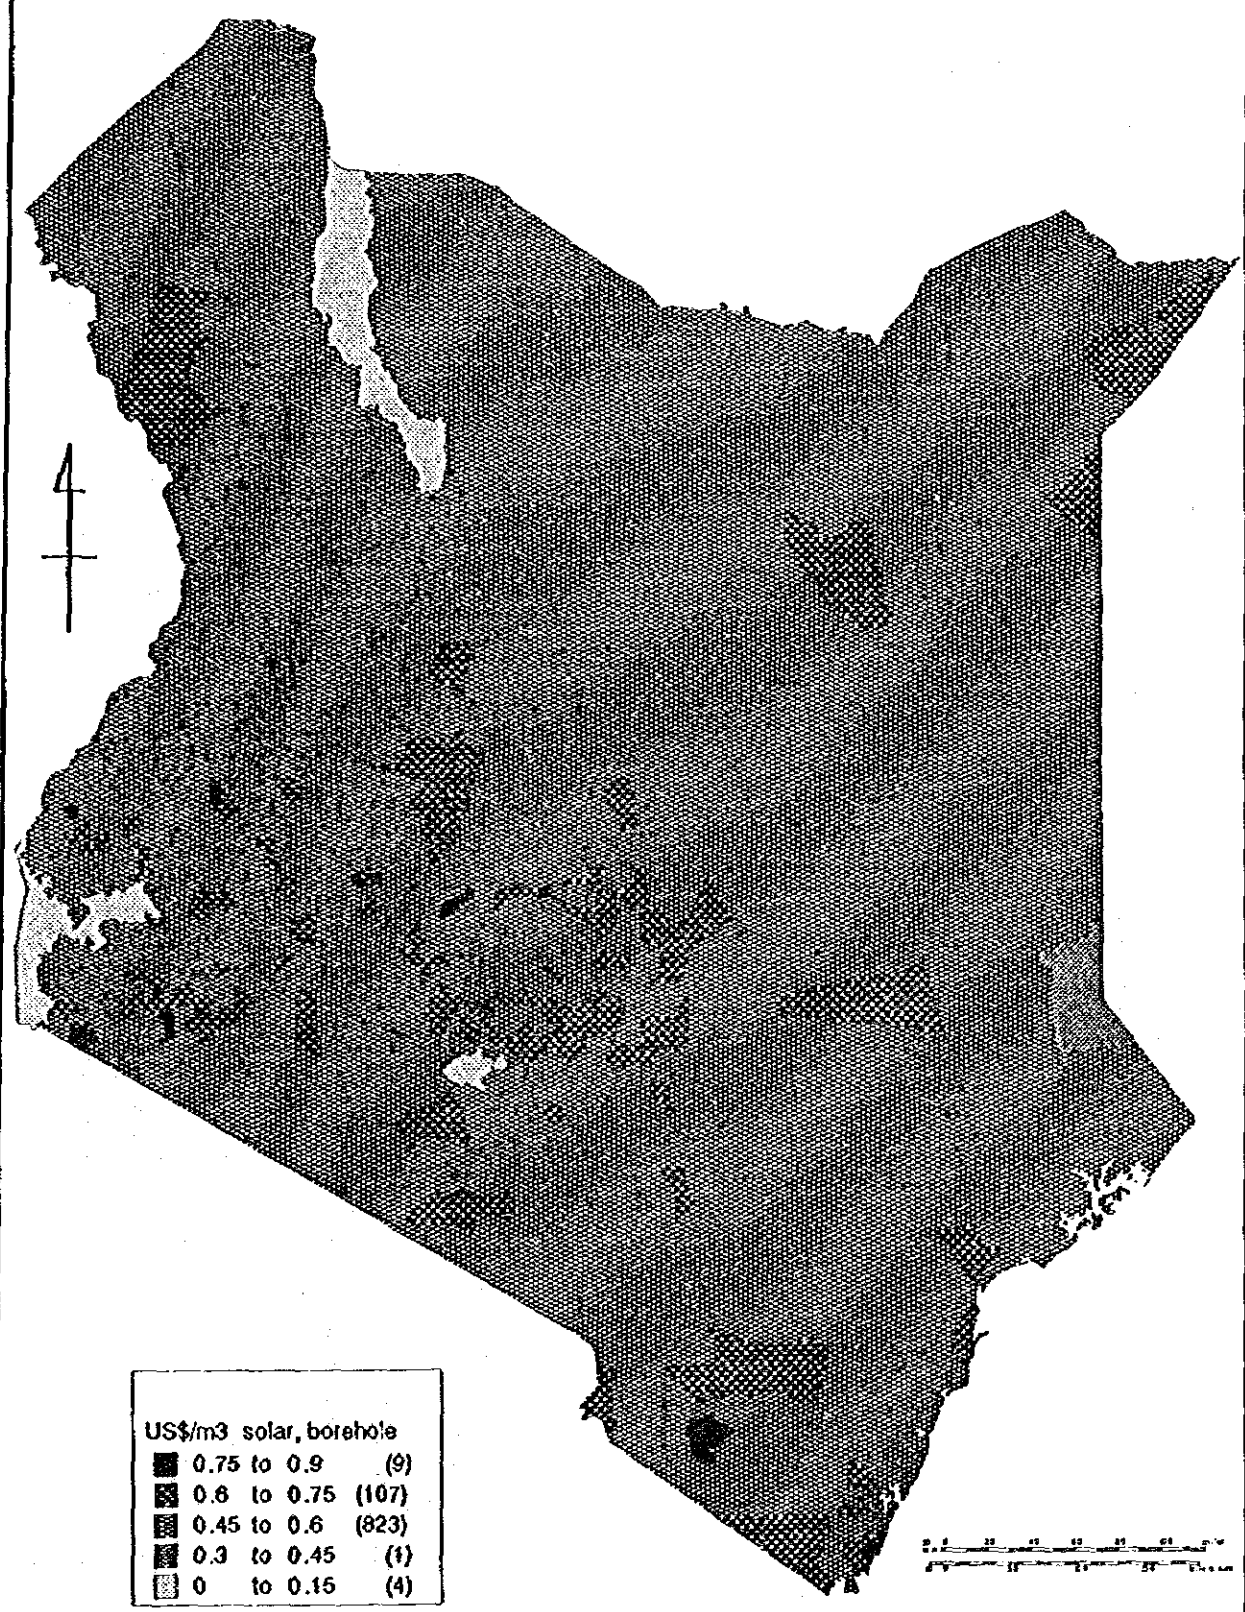 US$/m3 solar, borehole
0.75 to 0.9 (9)
0.6 to 0.75 (107)
0.45 to 0.6 (823)
0.3 to 0.45 (1)
0 to 0.15 (4)